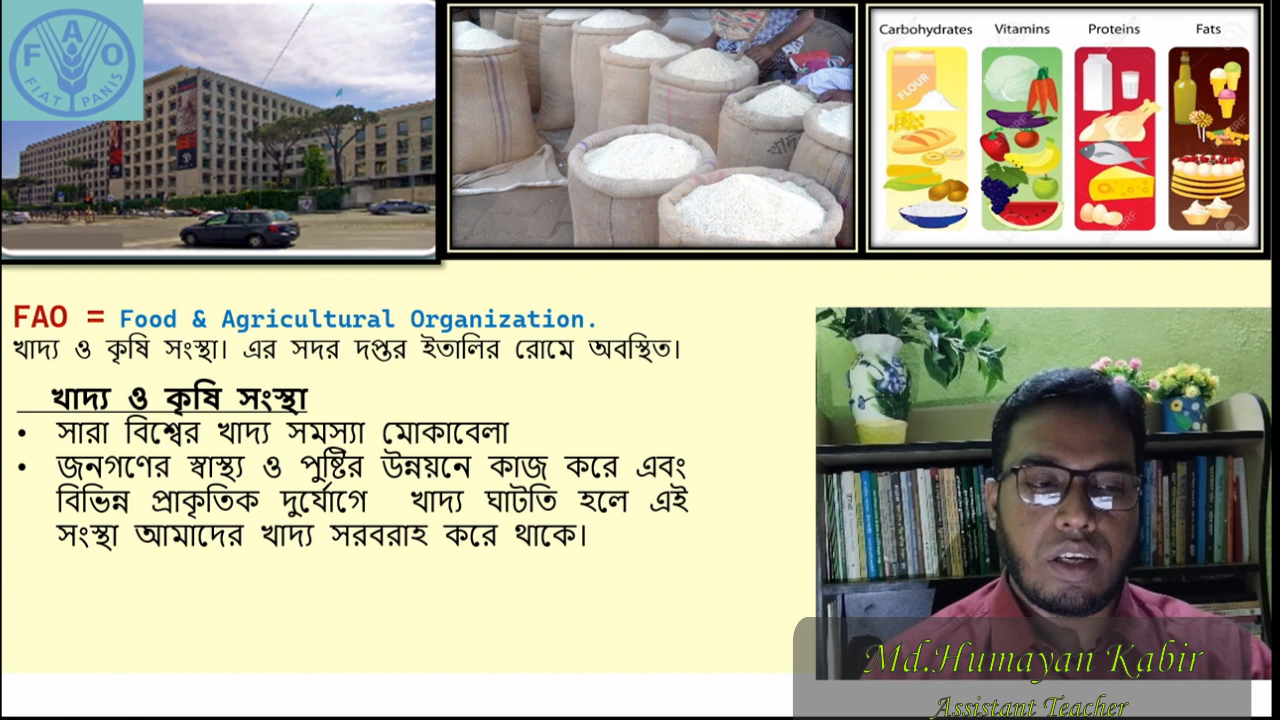 FAO
FIAT PANIS
Carbohydrates Vitamins Proteins Fats
FLOUR
FAO = Food & Agricultural Organization.
খাদ্য ও কৃষি সংস্থা। এর সদর দপ্তর ইতালির রোমে অবস্থিত।
খাদ্য ও কৃষি সংস্থা
• সারা বিশ্বের খাদ্য সমস্যা মোকাবেলা
• জনগণের স্বাস্থ্য ও পুষ্টির উন্নয়নে কাজ করে এবং
বিভিন্ন প্রাকৃতিক দুর্যোগে খাদ্য ঘাটতি হলে এই
সংস্থা আমাদের খাদ্য সরবরাহ করে থাকে।
Md.Humayan Kabir
Assistant Teacher